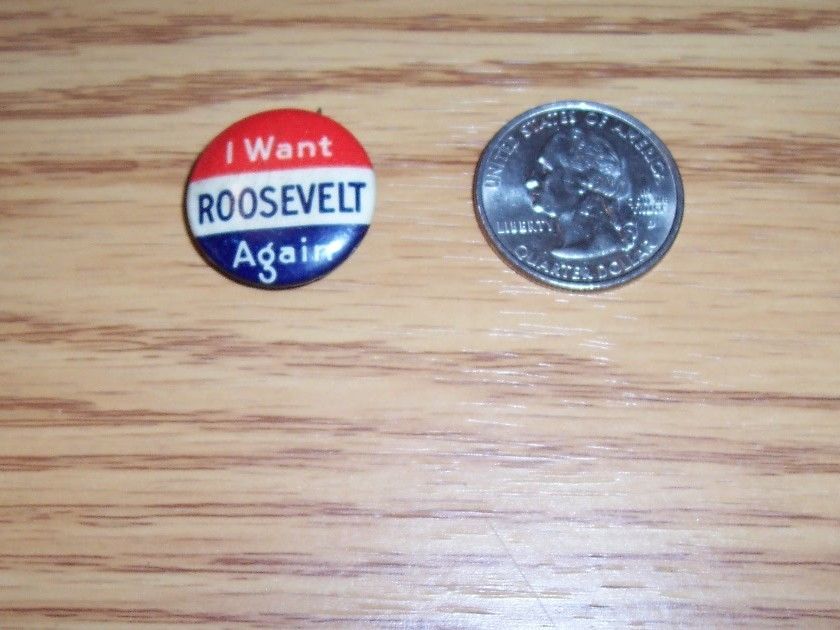 I Want
ROOSEVELT
Again
UNITED STATES OF AMERICA
LIBERTY
QUARTER DOLLAR